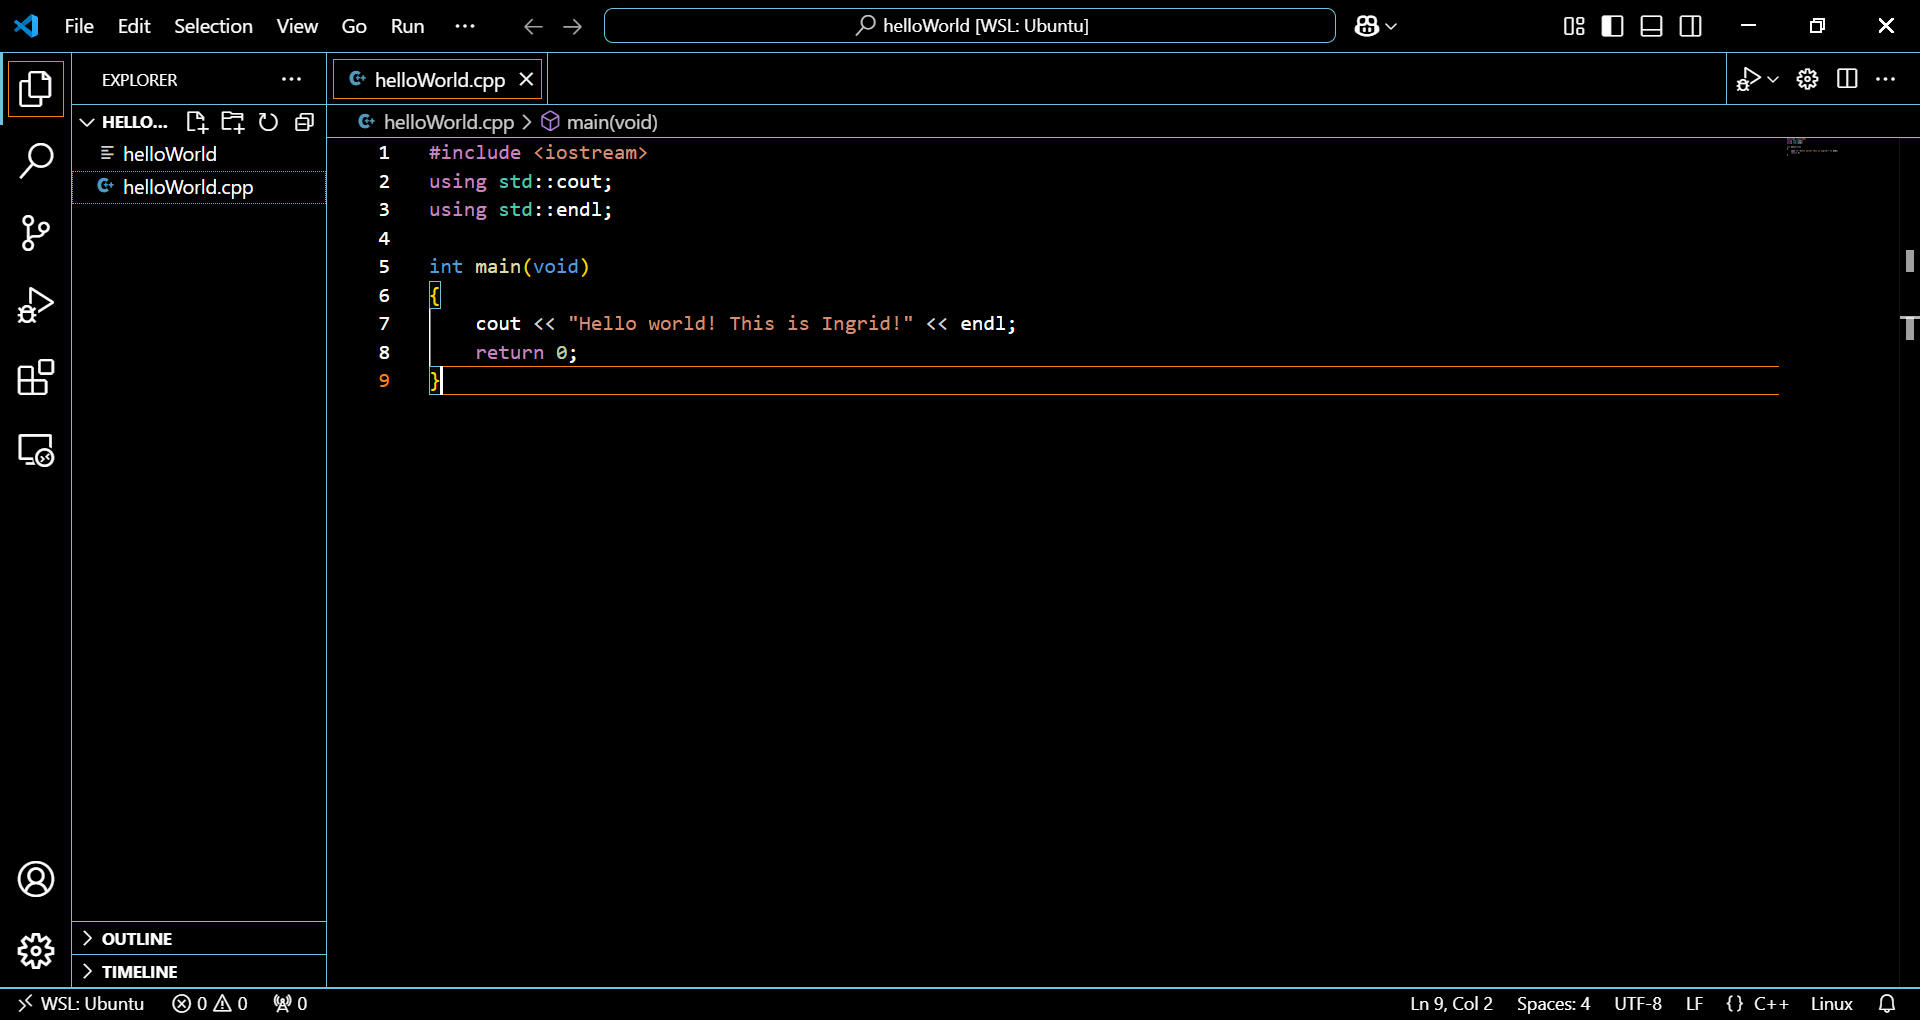 File Edit Selection View Go Run ··· helloWorld [WSL: Ubuntu]
EXPLORER ···
helloWorld.cpp
HELLO...
helloWorld
helloWorld.cpp
helloWorld.cpp > main(void)
1 #include <iostream>
2 using std::cout;
3 using std::endl;
4
5 int main(void)
6 {
7 cout << "Hello world! This is Ingrid!" << endl;
8 return 0;
9 }
OUTLINE
TIMELINE
WSL: Ubuntu 0 0 0 Ln 9, Col 2 Spaces: 4 UTF-8 LF {} C++ Linux